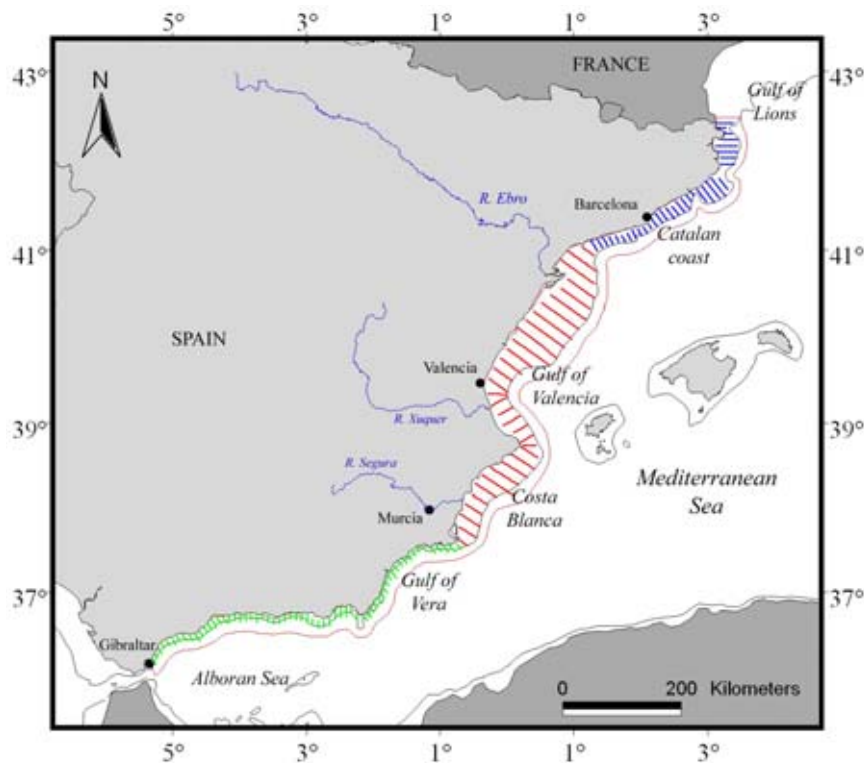 5° 3° 1° 1° 3°
43° 43°
N
FRANCE
Gulf of
Lions
R. Ebro
Barcelona
Catalan
coast
41° 41°
SPAIN
Valencia
Gulf of
Valencia
39° 39°
R. Xuquer
R. Segura
Mediterranean
Sea
Murcia
Costa
Blanca
Gulf of
Vera
37° 37°
Gibraltar
Alboran Sea
0 200 Kilometers
5° 3° 1° 1° 3°